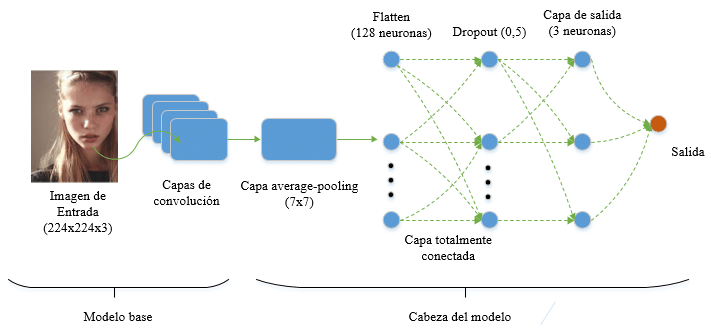 Flatten
(128 neuronas)
Dropout (0,5)
Capa de salida
(3 neuronas)
Imagen de
Entrada
(224x224x3)
Capas de
convolución
Capa average-pooling
(7x7)
Capa totalmente
conectada
Salida
Modelo base
Cabeza del modelo